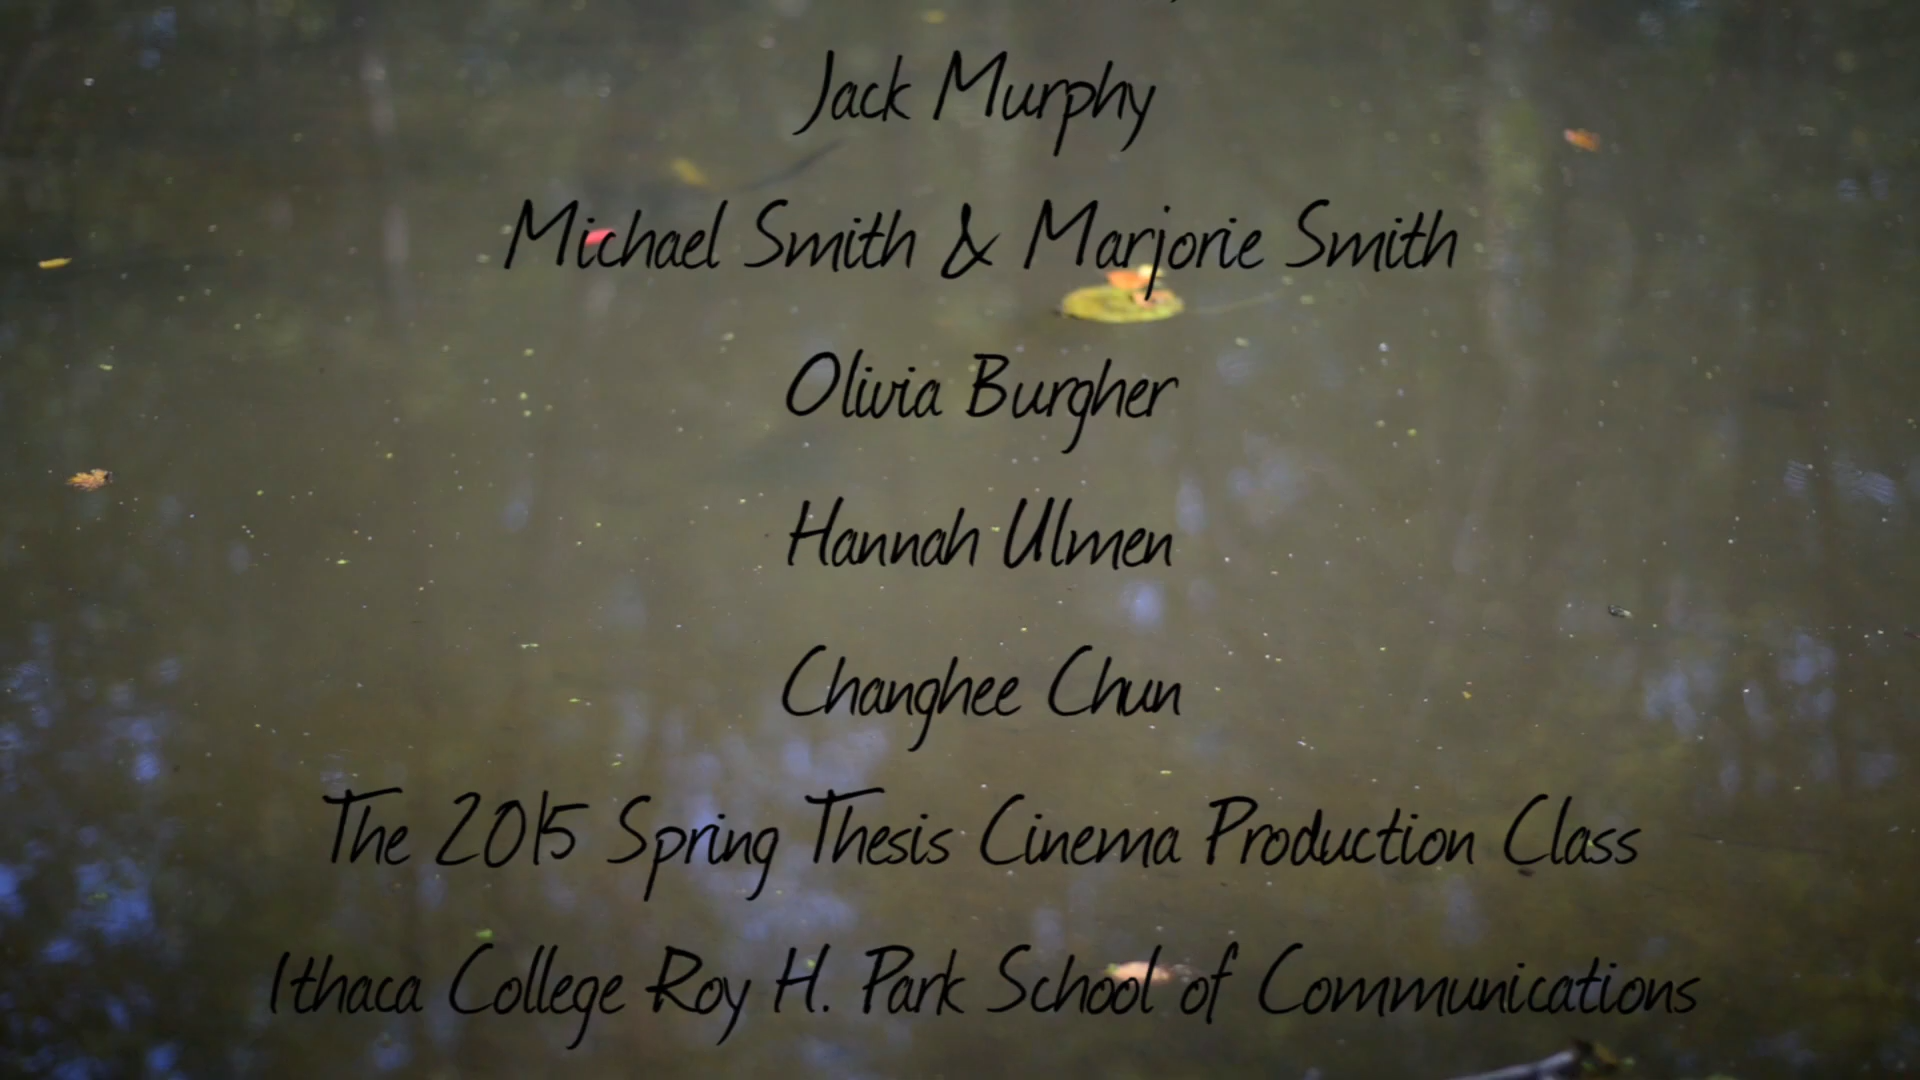 Jack Murphy
Michael Smith & Marjorie Smith
Olivia Burgher
Hannah Ulmen
Changhee Chun
The 2015 Spring Thesis Cinema Production Class
Ithaca College Roy H. Park School of Communications